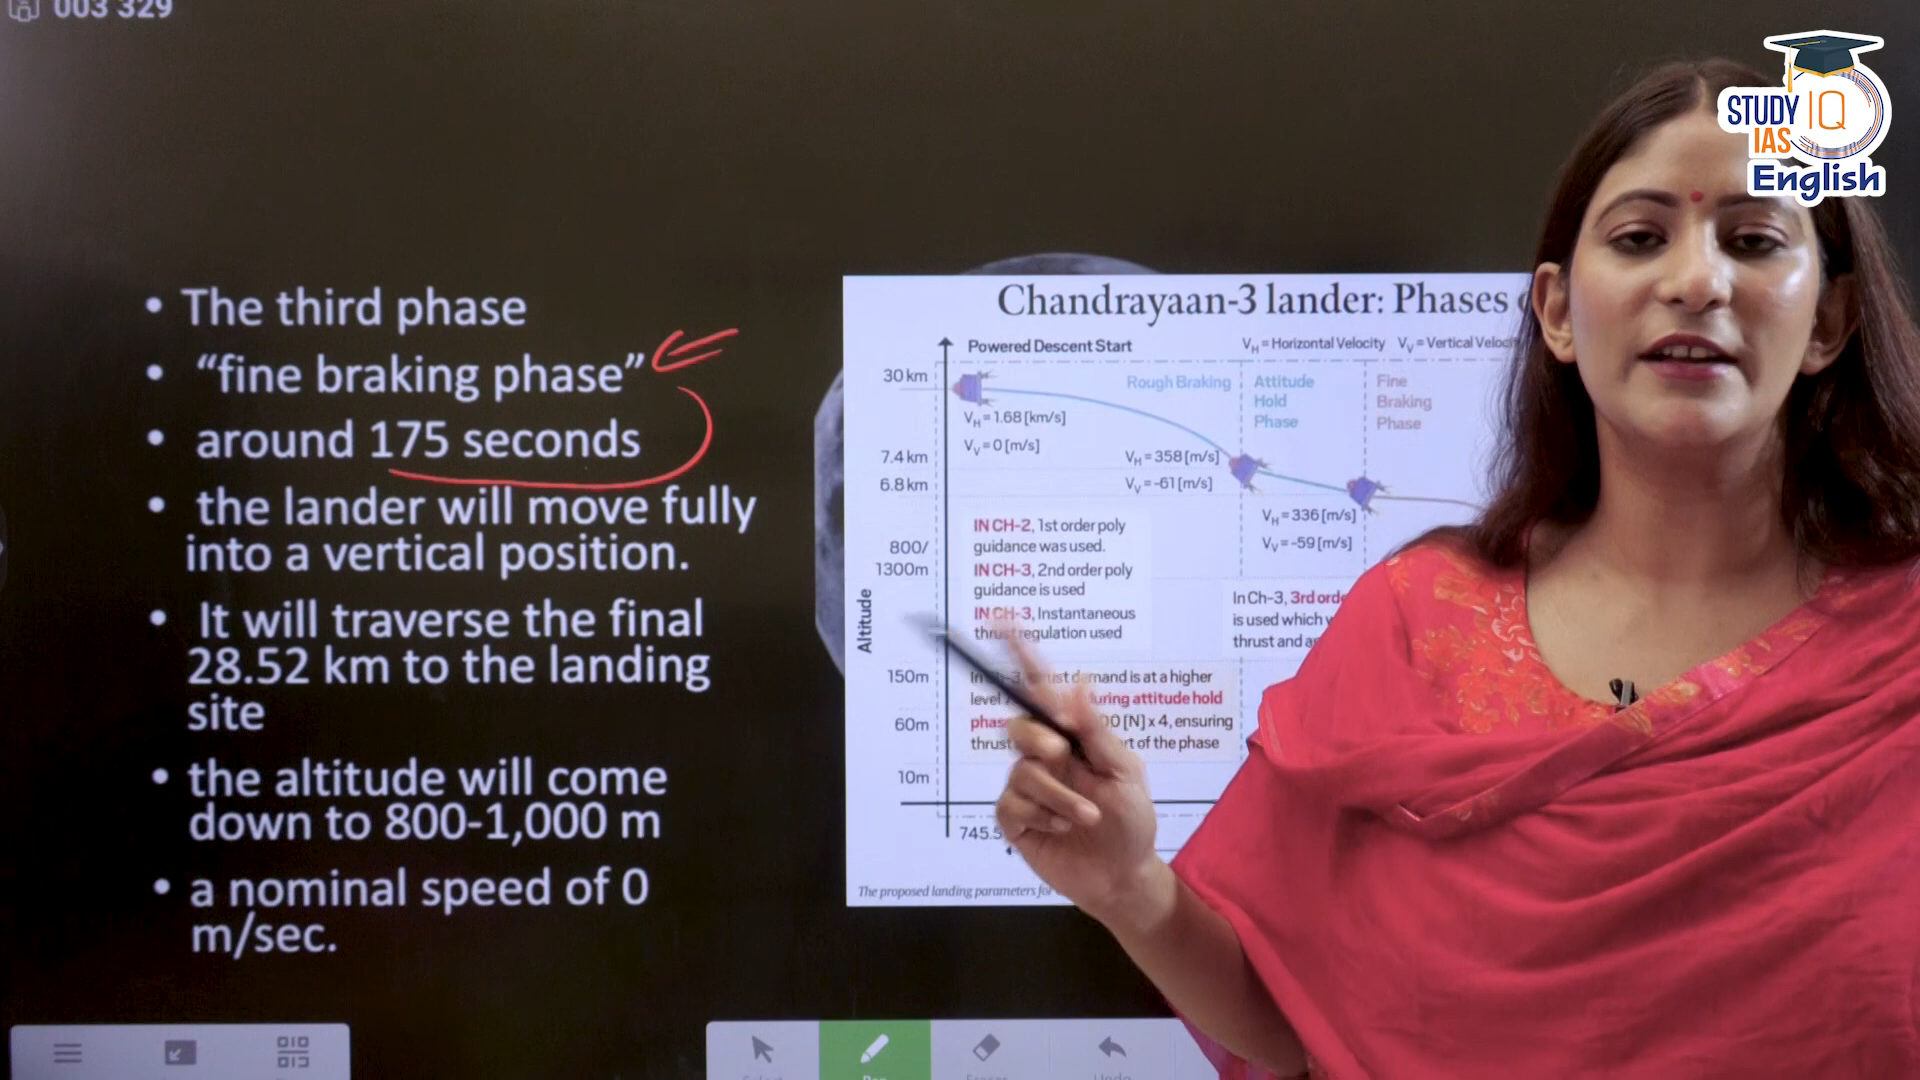 003 329
STUDY IQ
IAS
English
• The third phase
• “fine braking phase”
• around 175 seconds
• the lander will move fully
into a vertical position.
• It will traverse the final
28.52 km to the landing
site
• the altitude will come
down to 800-1,000 m
• a nominal speed of 0
m/sec.
Chandrayaan-3 lander: Phases
Powered Descent Start
VH = Horizontal Velocity VV = Vertical
30 km
Rough Braking
Attitude
Hold
Phase
Fine
Braking
Phase
VH = 1.68 [km/s]
VV = 0 [m/s]
7.4 km
6.8 km
VH = 358 [m/s]
VV = -61 [m/s]
VH = 336 [m/s]
VV = -59 [m/s]
800/
1300m
150m
60m
10m
Altitude
IN CH-2, 1st order poly
guidance was used.
IN CH-3, 2nd order poly
guidance is used
IN CH-3, Instantaneous
thrust regulation used
In Ch-3, 3rd
is used which
thrust and
demand is at a higher
level during attitude hold
[N] x 4, ensuring
thrust of the phase
745.5
The proposed landing parameters for
Undo